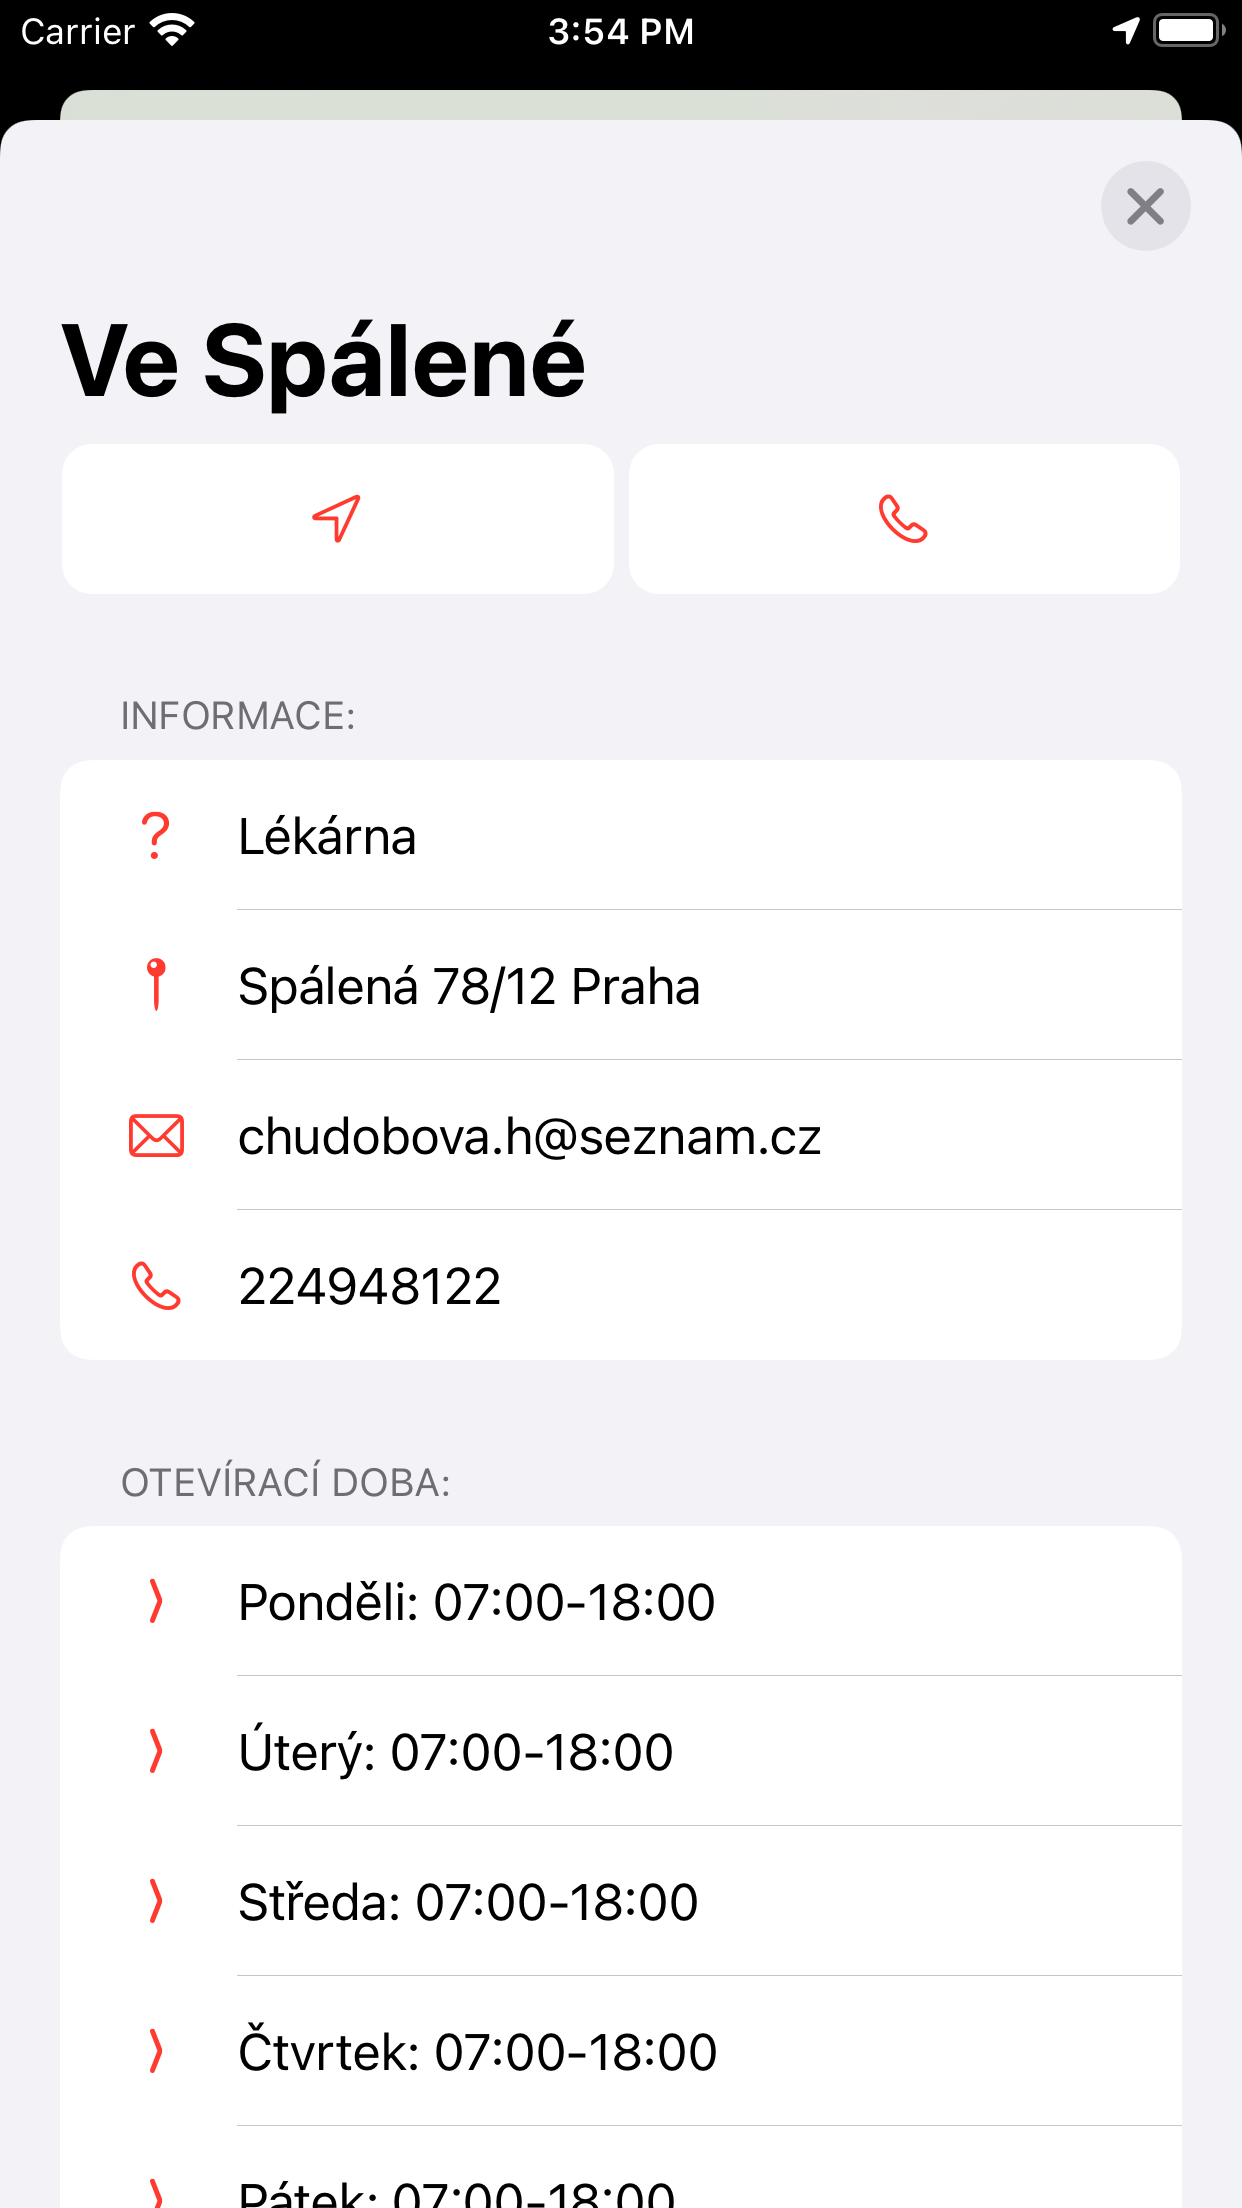 Carrier 3:54 PM
Ve Spálené
INFORMACE:
Lékárna
Spálená 78/12 Praha
chudobova.h@seznam.cz
224948122
OTEVÍRACÍ DOBA:
Ponděli: 07:00-18:00
Úterý: 07:00-18:00
Středa: 07:00-18:00
Čtvrtek: 07:00-18:00
Pátek: 07:00-18:00